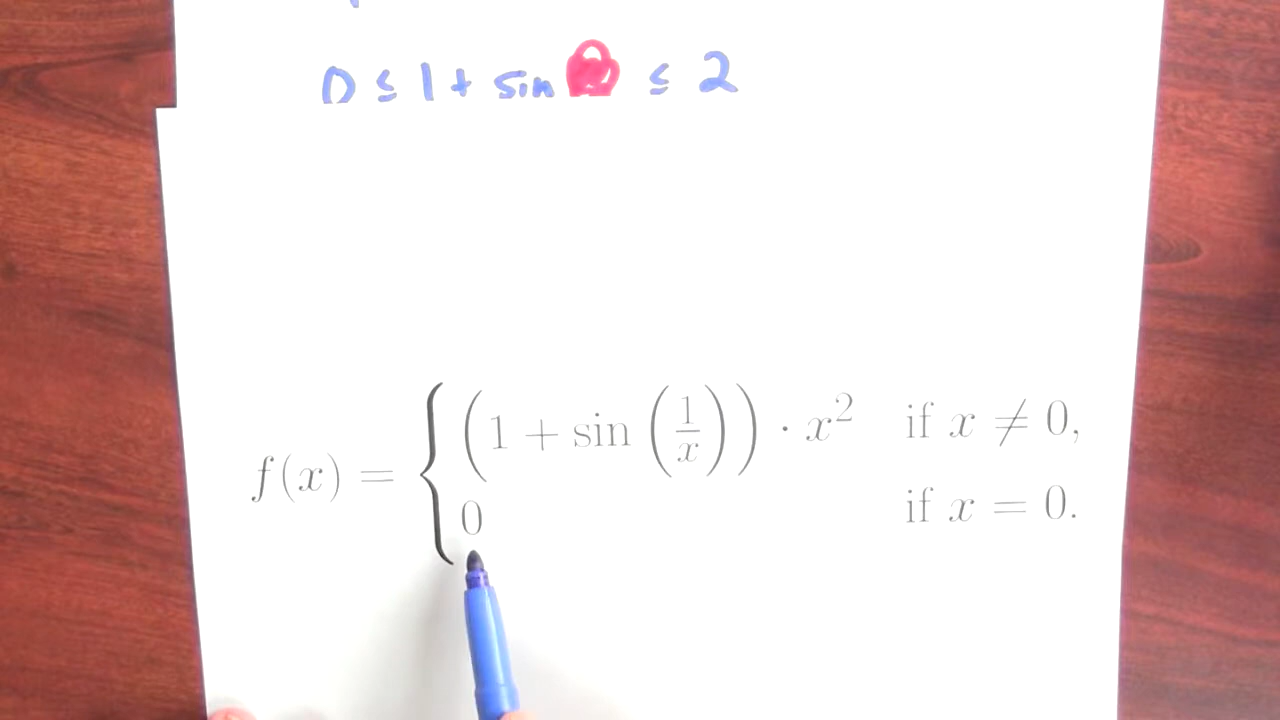 0 ≤ 1 + sin ≤ 2
f(x) = { (1 + sin(1/x)) · x² if x ≠ 0,
0 if x = 0.